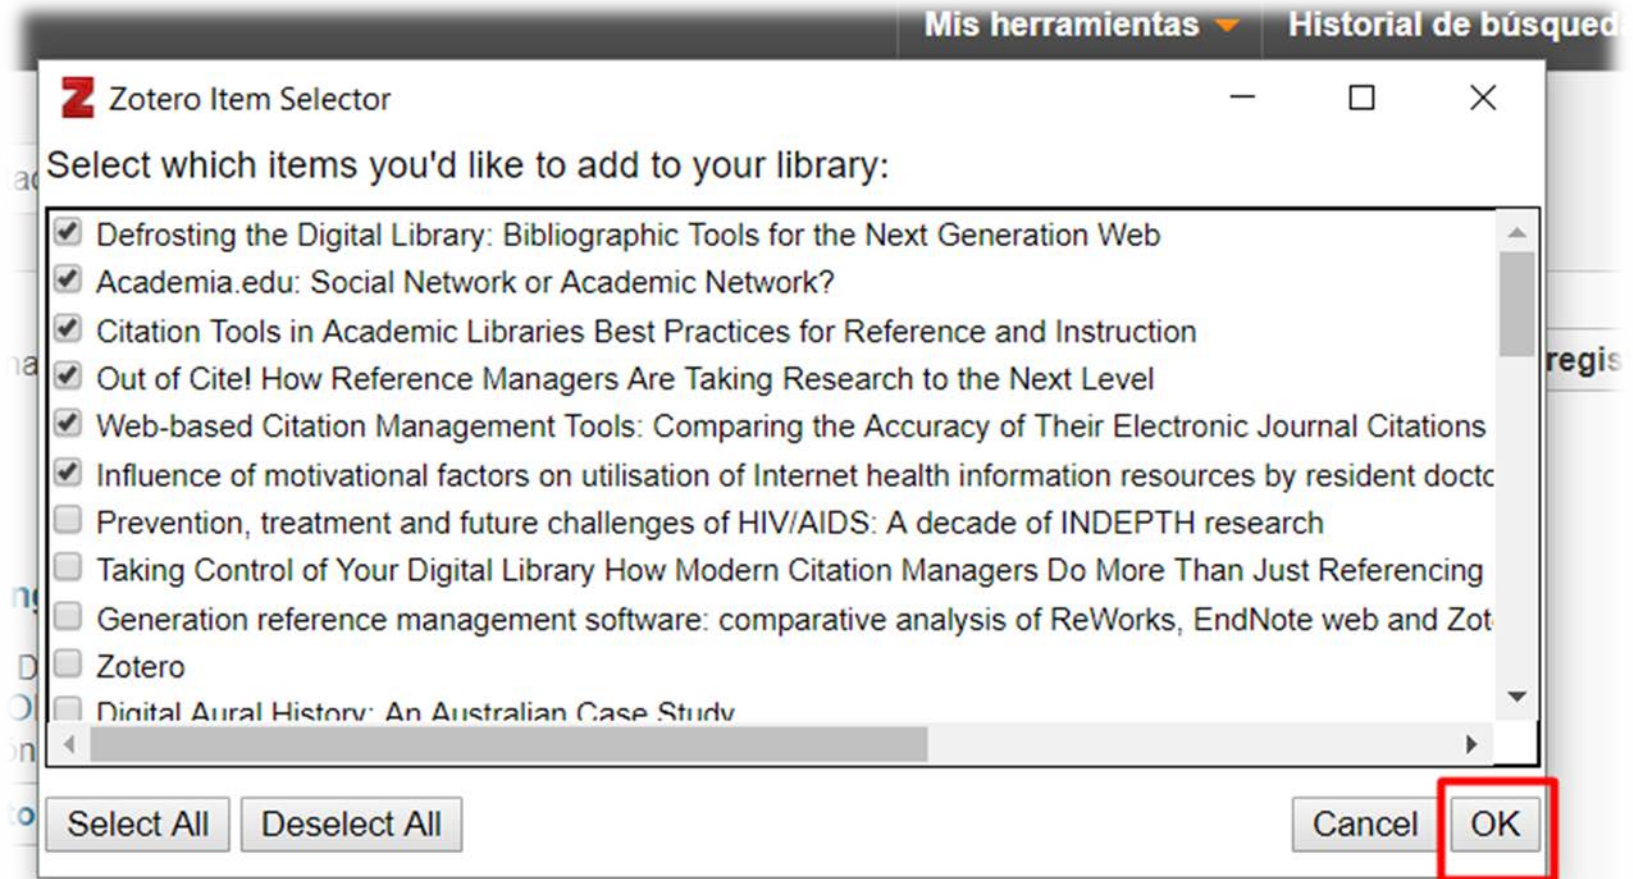 Mis herramientas Historial de búsqued
Zotero Item Selector
Select which items you'd like to add to your library:
Defrosting the Digital Library: Bibliographic Tools for the Next Generation Web
Academia.edu: Social Network or Academic Network?
Citation Tools in Academic Libraries Best Practices for Reference and Instruction
Out of Cite! How Reference Managers Are Taking Research to the Next Level
regis
Web-based Citation Management Tools: Comparing the Accuracy of Their Electronic Journal Citations
Influence of motivational factors on utilisation of Internet health information resources by resident docto
Prevention, treatment and future challenges of HIV/AIDS: A decade of INDEPTH research
Taking Control of Your Digital Library How Modern Citation Managers Do More Than Just Referencing
Generation reference management software: comparative analysis of ReWorks, EndNote web and Zot
Zotero
Digital Aural History: An Australian Case Study
Select All Deselect All Cancel OK